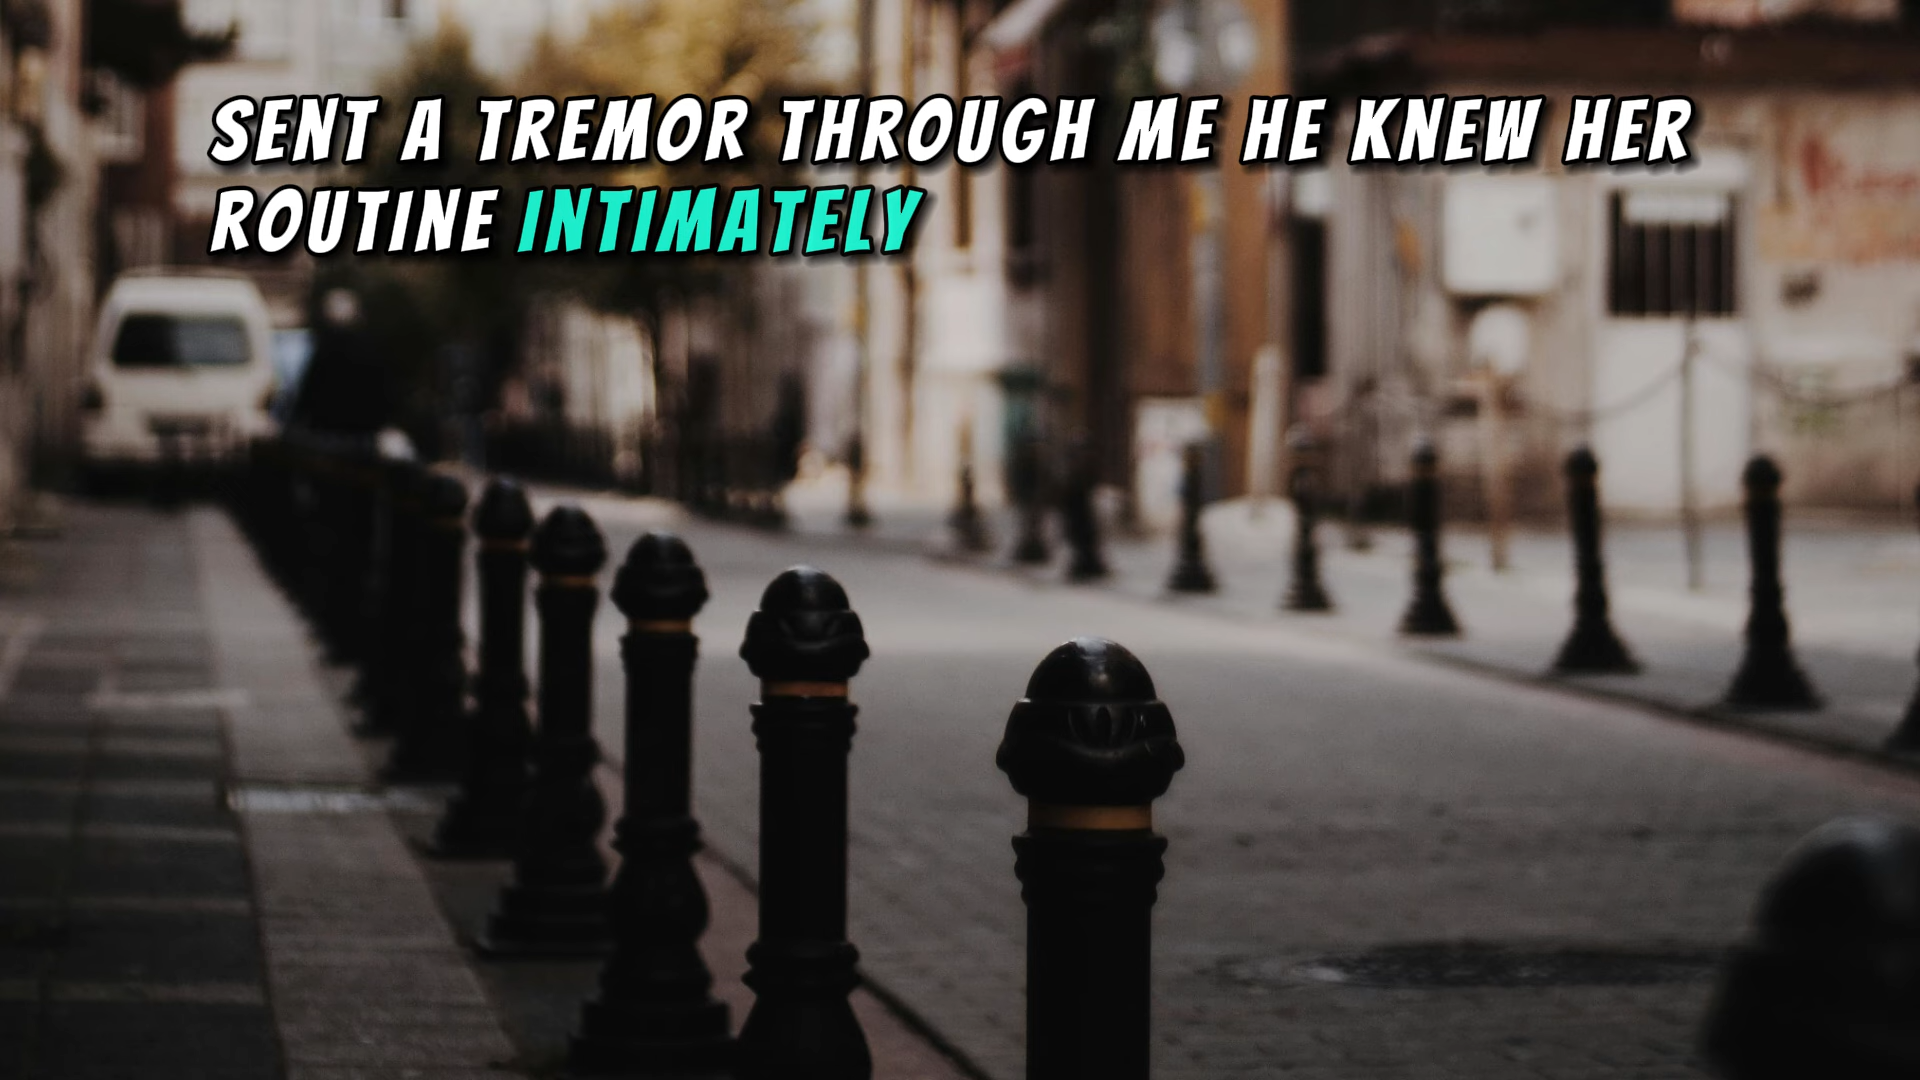 SENT A TREMOR THROUGH ME HE KNEW HER
ROUTINE INTIMATELY